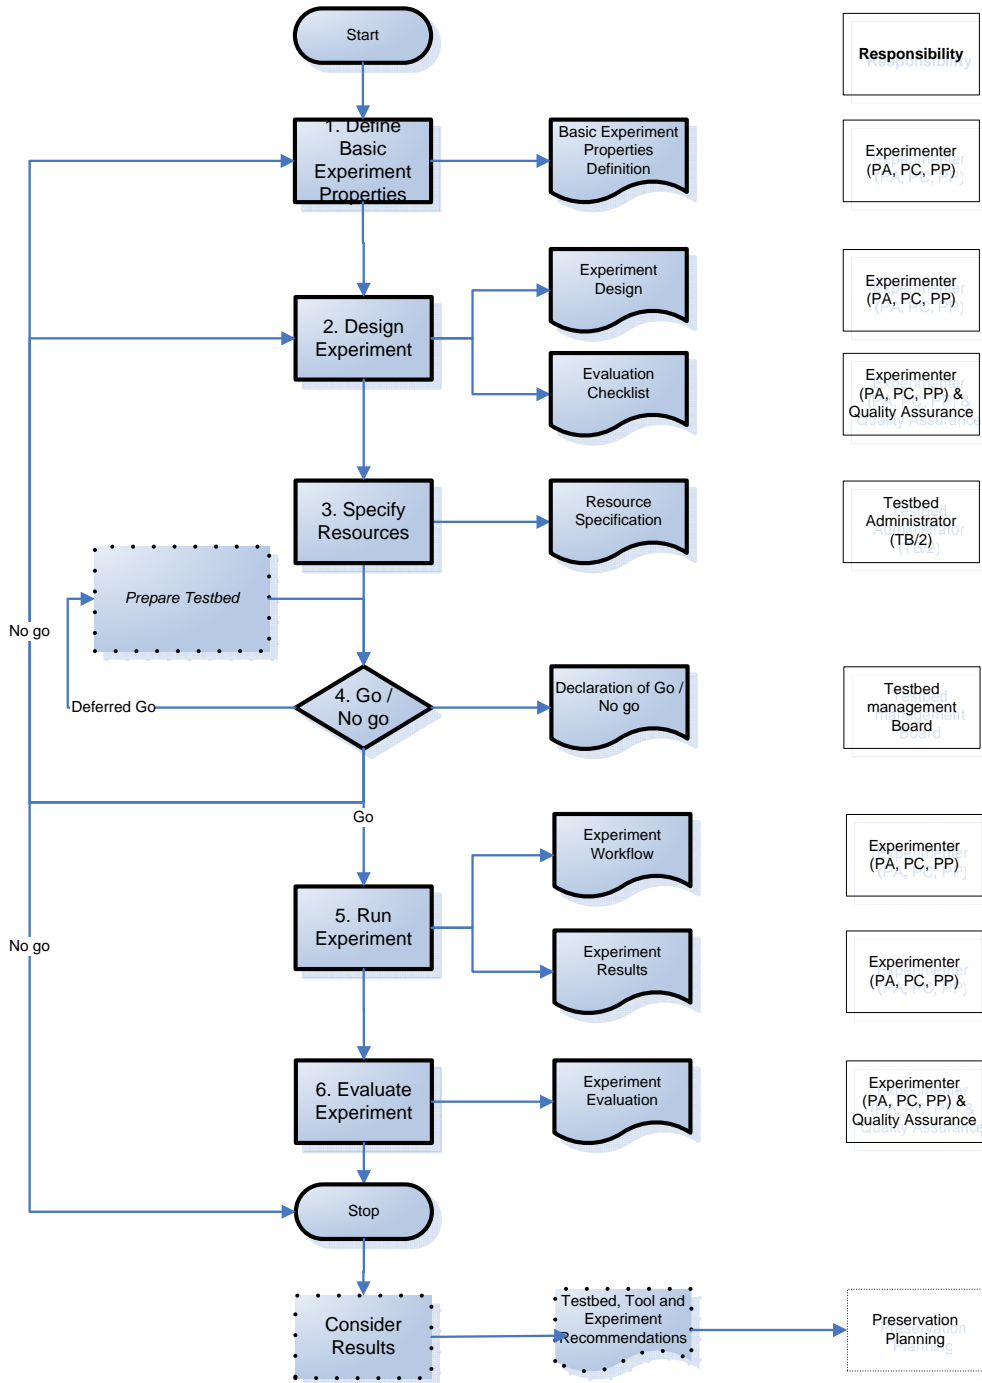 Start
Responsibility
1. Define
Basic
Experiment
Properties
Basic Experiment
Properties
Definition
Experimenter
(PA, PC, PP)
Experiment
Design
Experimenter
(PA, PC, PP)
2. Design
Experiment
Evaluation
Checklist
Experimenter
(PA, PC, PP) &
Quality Assurance
3. Specify
Resources
Resource
Specification
Testbed
Administrator
(TB/2)
Prepare Testbed
No go
4. Go /
No go
Deferred Go
Declaration of Go /
No go
Testbed
management
Board
Go
Experiment
Workflow
Experimenter
(PA, PC, PP)
5. Run
Experiment
No go
Experiment
Results
Experimenter
(PA, PC, PP)
6. Evaluate
Experiment
Experiment
Evaluation
Experimenter
(PA, PC, PP) &
Quality Assurance
Stop
Consider
Results
Testbed, Tool and
Experiment
Recommendations
Preservation
Planning